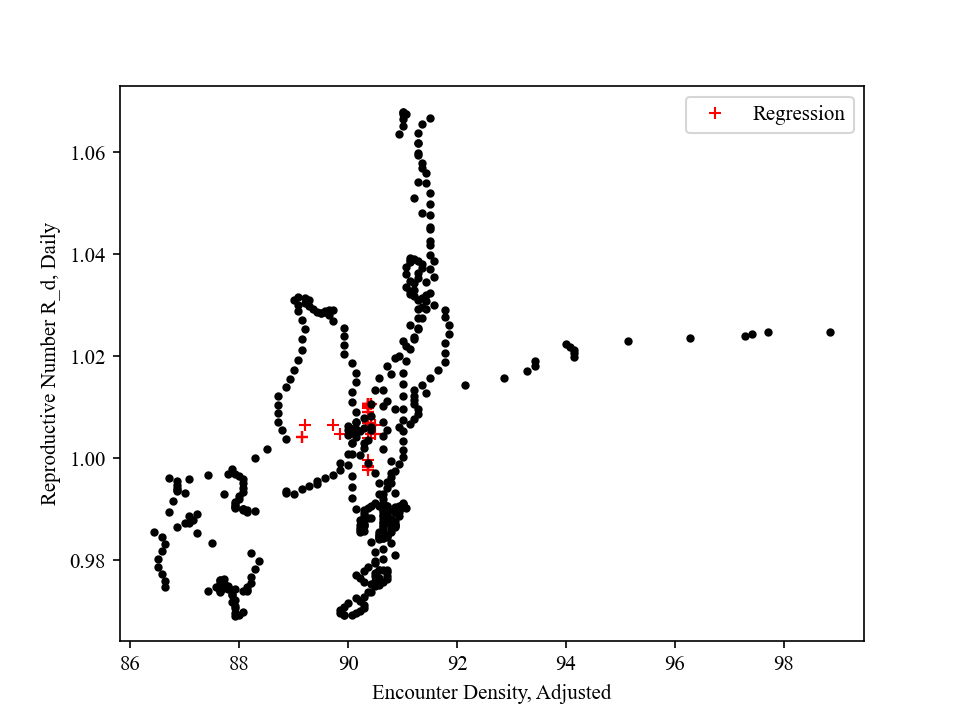 Regression
1.06
1.04
1.02
1.00
0.98
Reproductive Number R_d, Daily
86 88 90 92 94 96 98
Encounter Density, Adjusted